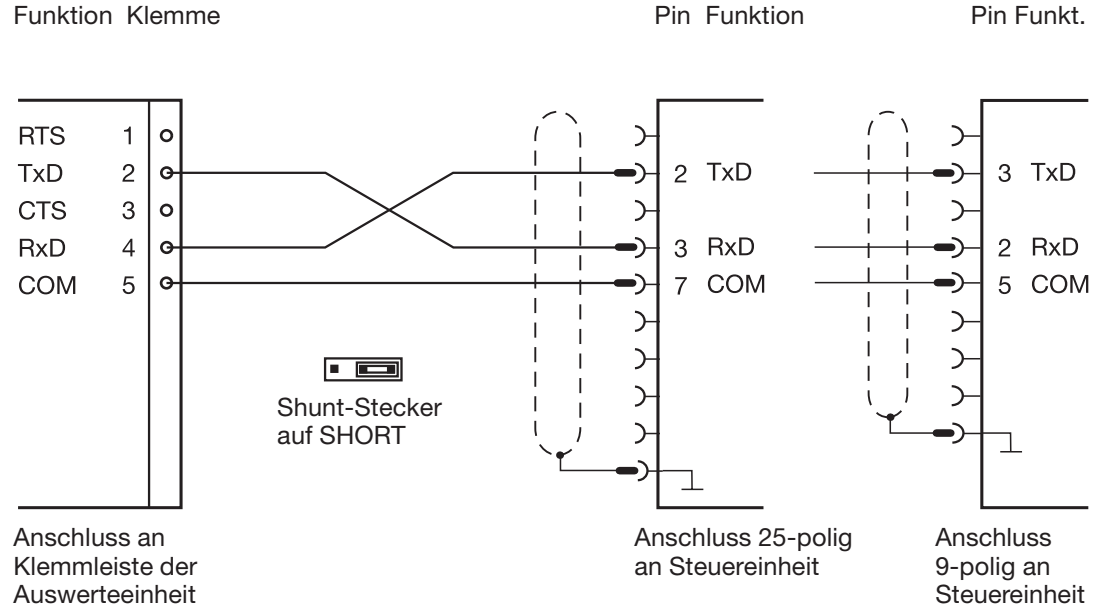 Funktion Klemme
Pin Funktion
Pin Funkt.
RTS 1
TxD 2
CTS 3
RxD 4
COM 5
2 TxD
3 RxD
7 COM
3 TxD
2 RxD
5 COM
Shunt-Stecker
auf SHORT
Anschluss an
Klemmleiste der
Auswerteeinheit
Anschluss 25-polig
an Steuereinheit
Anschluss
9-polig an
Steuereinheit